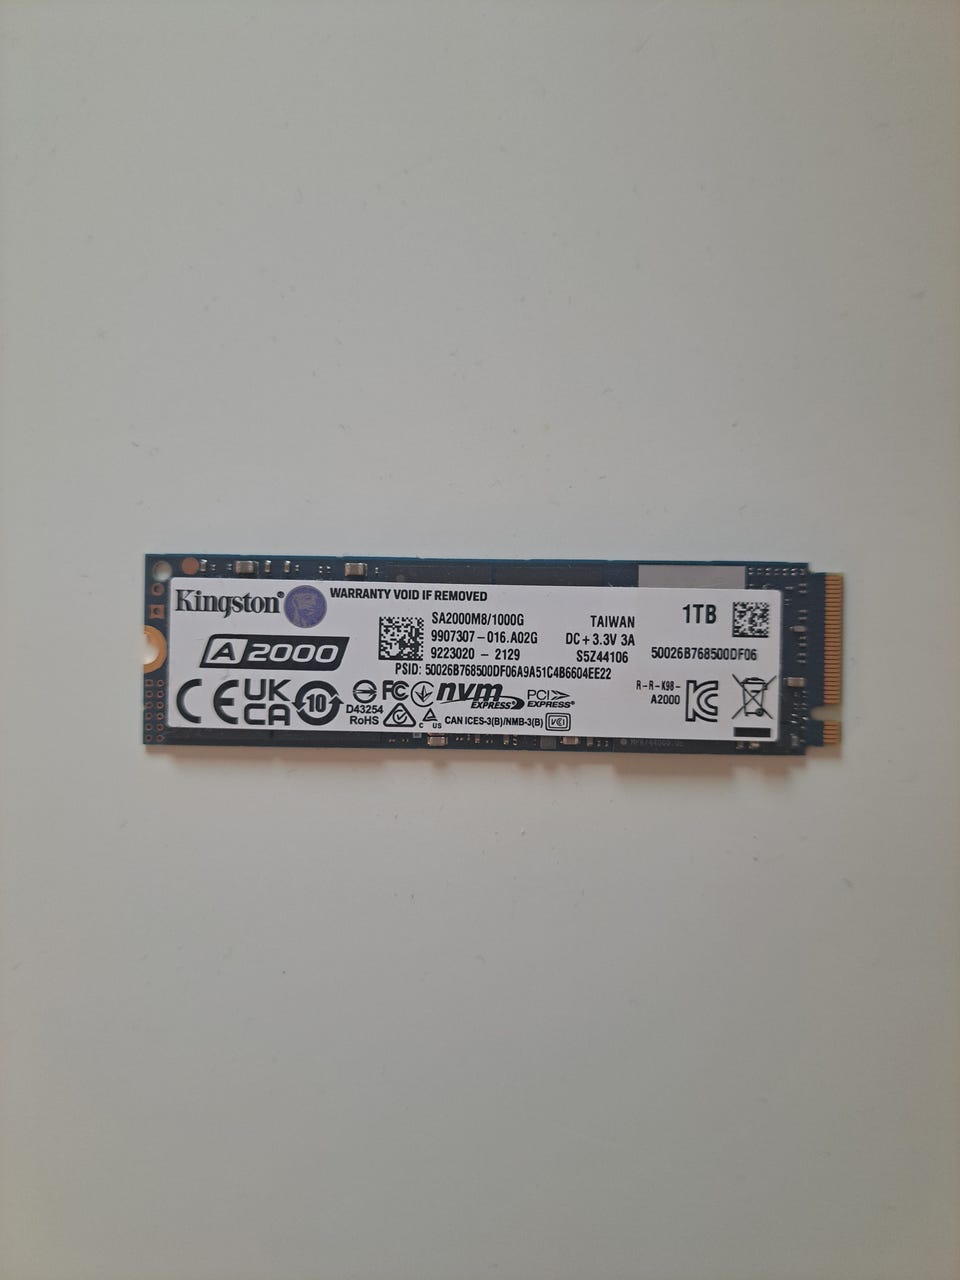 Kingston®
WARRANTY VOID IF REMOVED
A2000
SA2000M8/1000G
9907307-016.A02G
9223020 - 2129
TAIWAN
DC+3.3V 3A
S5Z44106
PSID: 50026B768500DF06A9A51C4B6604EE22
1TB
50026B768500DF06
CE
UK
CA
10
D43254
RoHS
FC
nvm
EXPRESS
PCI
EXPRESS®
C US
CAN ICES-3(B)/NMB-3(B)
VCI
R-R-K98-
A2000